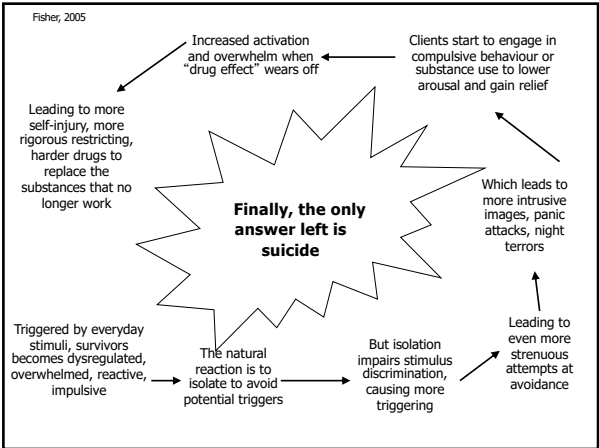 Fisher, 2005
Increased activation
and overwhelm when
“drug effect” wears off
Clients start to engage in
compulsive behaviour or
substance use to lower
arousal and gain relief
Leading to more
self-injury, more
rigorous restricting,
harder drugs to
replace the
substances that no
longer work
Finally, the only
answer left is
suicide
Which leads to
more intrusive
images, panic
attacks, night
terrors
Triggered by everyday
stimuli, survivors
becomes dysregulated,
overwhelmed, reactive,
impulsive
The natural
reaction is to
isolate to avoid
potential triggers
But isolation
impairs stimulus
discrimination,
causing more
triggering
Leading to
even more
strenuous
attempts at
avoidance